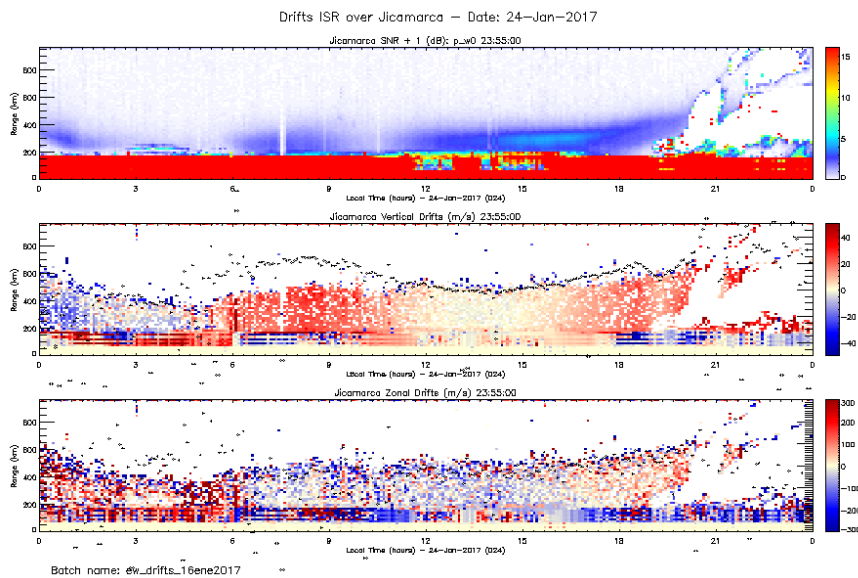 Drifts ISR over Jicamarca – Date: 24–Jan–2017
Jicamarca SNR + 1 (dB): p_w0 23:55:00
Range (km)
800
600
400
200
0
0 3 6 9 12 15 18 21 0
Local Time (hours) – 24–Jan–2017 (024)
15
10
5
0
Jicamarca Vertical Drifts (m/s) 23:55:00
Range (km)
800
600
400
200
0
0 3 6 9 12 15 18 21 0
Local Time (hours) – 24–Jan–2017 (024)
40
20
0
-20
-40
Jicamarca Zonal Drifts (m/s) 23:55:00
Range (km)
800
600
400
200
0
0 3 6 9 12 15 18 21 0
Local Time (hours) – 24–Jan–2017 (024)
300
200
100
0
-100
-200
-300
Batch name: ew_drifts_16ene2017